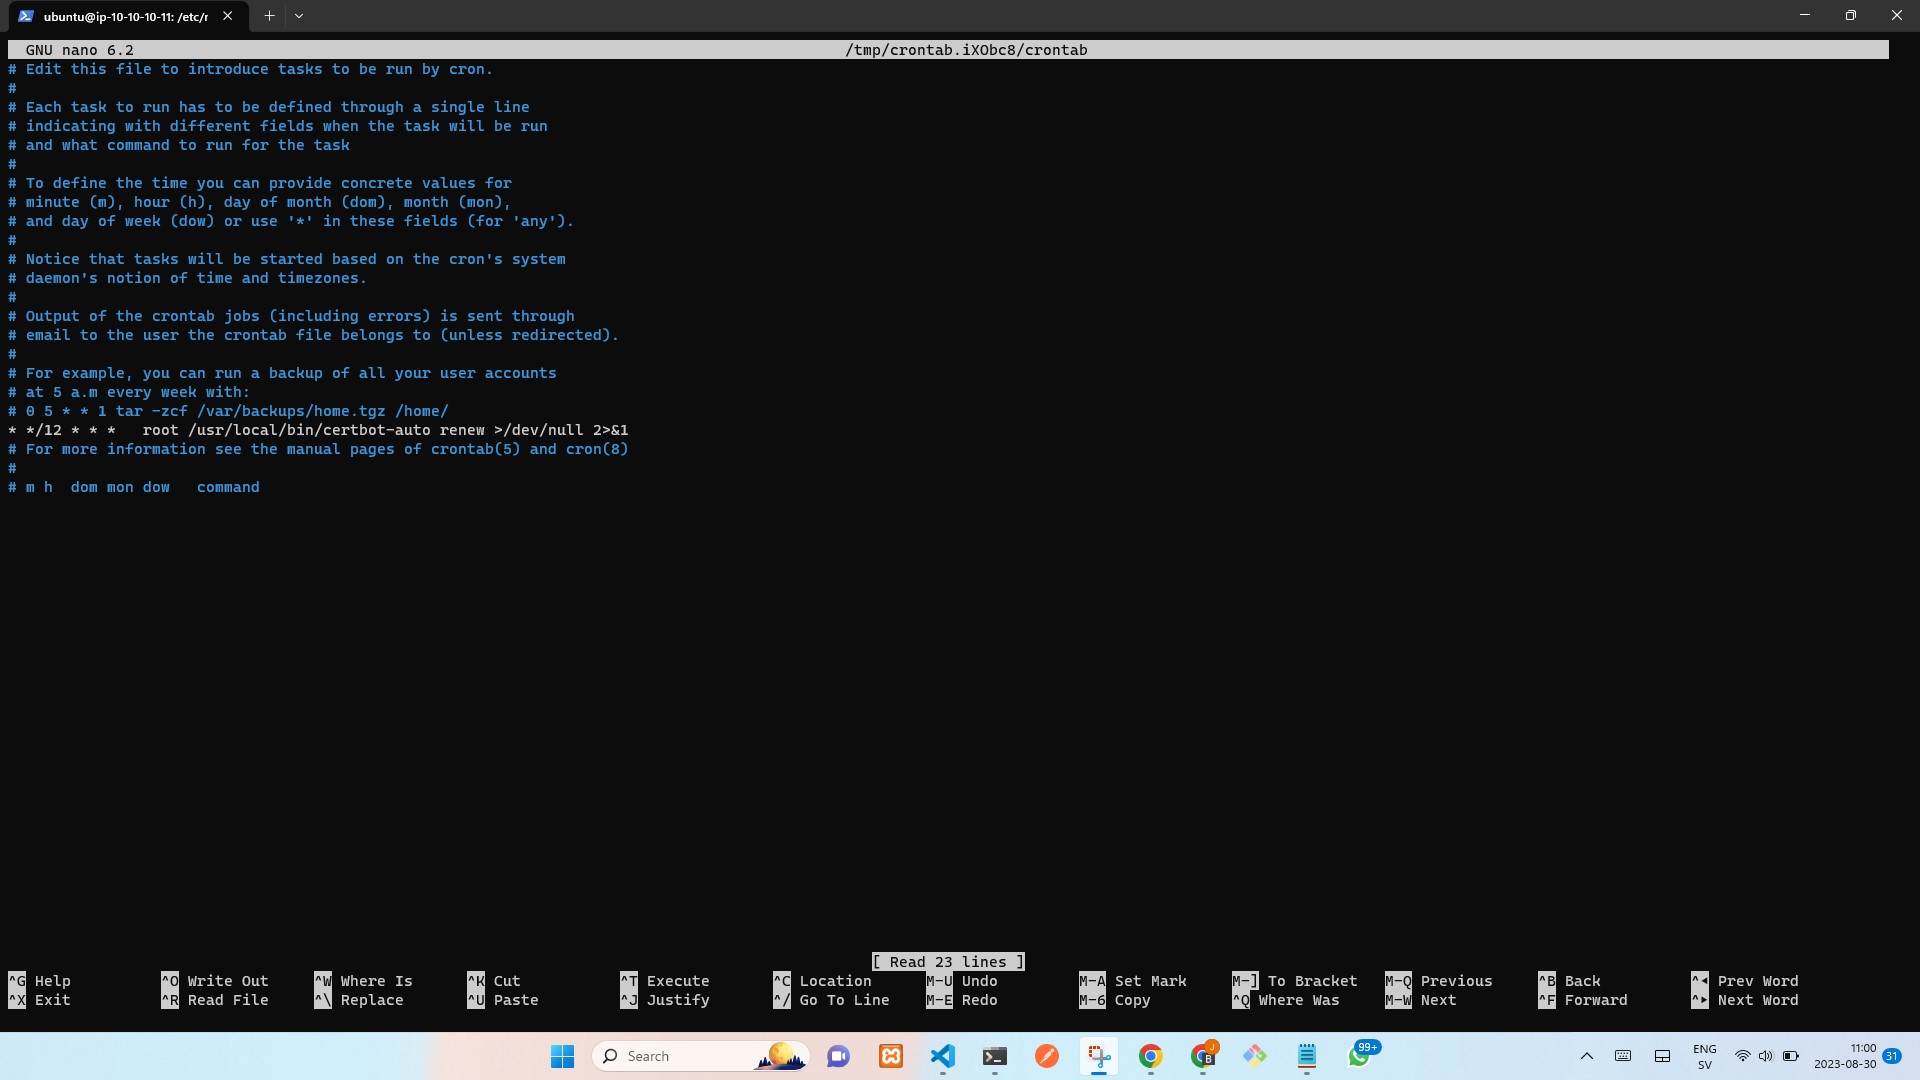 ubuntu@ip-10-10-10-11: /etc/r
GNU nano 6.2 /tmp/crontab.iXObc8/crontab
# Edit this file to introduce tasks to be run by cron.
#
# Each task to run has to be defined through a single line
# indicating with different fields when the task will be run
# and what command to run for the task
#
# To define the time you can provide concrete values for
# minute (m), hour (h), day of month (dom), month (mon),
# and day of week (dow) or use '*' in these fields (for 'any').
#
# Notice that tasks will be started based on the cron's system
# daemon's notion of time and timezones.
#
# Output of the crontab jobs (including errors) is sent through
# email to the user the crontab file belongs to (unless redirected).
#
# For example, you can run a backup of all your user accounts
# at 5 a.m every week with:
# 0 5 * * 1 tar -zcf /var/backups/home.tgz /home/
* */12 * * *   root /usr/local/bin/certbot-auto renew >/dev/null 2>&1
# For more information see the manual pages of crontab(5) and cron(8)
#
# m h  dom mon dow   command
[ Read 23 lines ]
^G Help ^O Write Out ^W Where Is ^K Cut ^T Execute ^C Location M-U Undo M-A Set Mark M-] To Bracket M-Q Previous ^B Back ^◂ Prev Word
^X Exit ^R Read File ^\ Replace ^U Paste ^J Justify ^/ Go To Line M-E Redo M-6 Copy ^Q Where Was M-W Next ^F Forward ^▸ Next Word
Search
B
99+
ENG
SV
11:00
2023-08-30
31